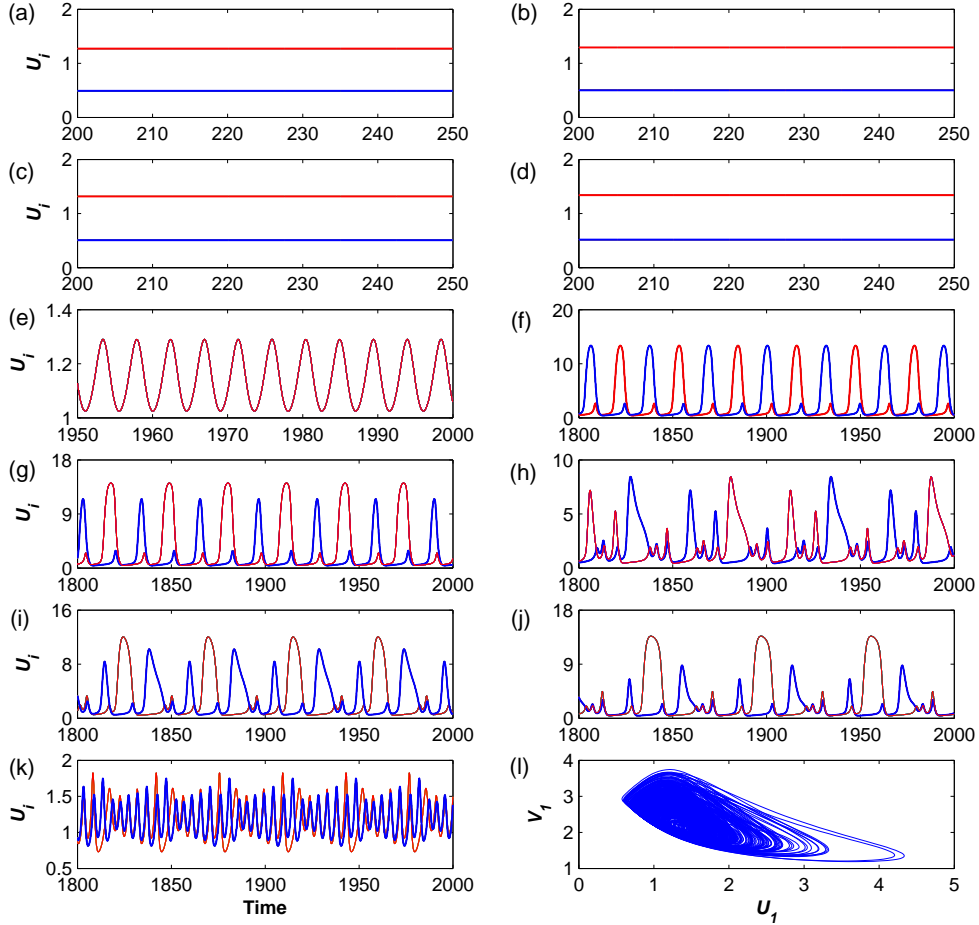 (a)
(b)
2
1
0
U_i
200 210 220 230 240 250
2
1
0
200 210 220 230 240 250
(c)
(d)
2
1
0
U_i
200 210 220 230 240 250
2
1
0
200 210 220 230 240 250
(e)
(f)
1.4
1.2
1
U_i
1950 1960 1970 1980 1990 2000
20
10
0
1800 1850 1900 1950 2000
(g)
(h)
18
9
0
U_i
1800 1850 1900 1950 2000
10
5
0
1800 1850 1900 1950 2000
(i)
(j)
16
8
0
U_i
1800 1850 1900 1950 2000
18
9
0
1800 1850 1900 1950 2000
(k)
(l)
2
1.5
1
0.5
U_i
1800 1850 1900 1950 2000
Time
4
3
2
1
V_1
0 1 2 3 4 5
U_1